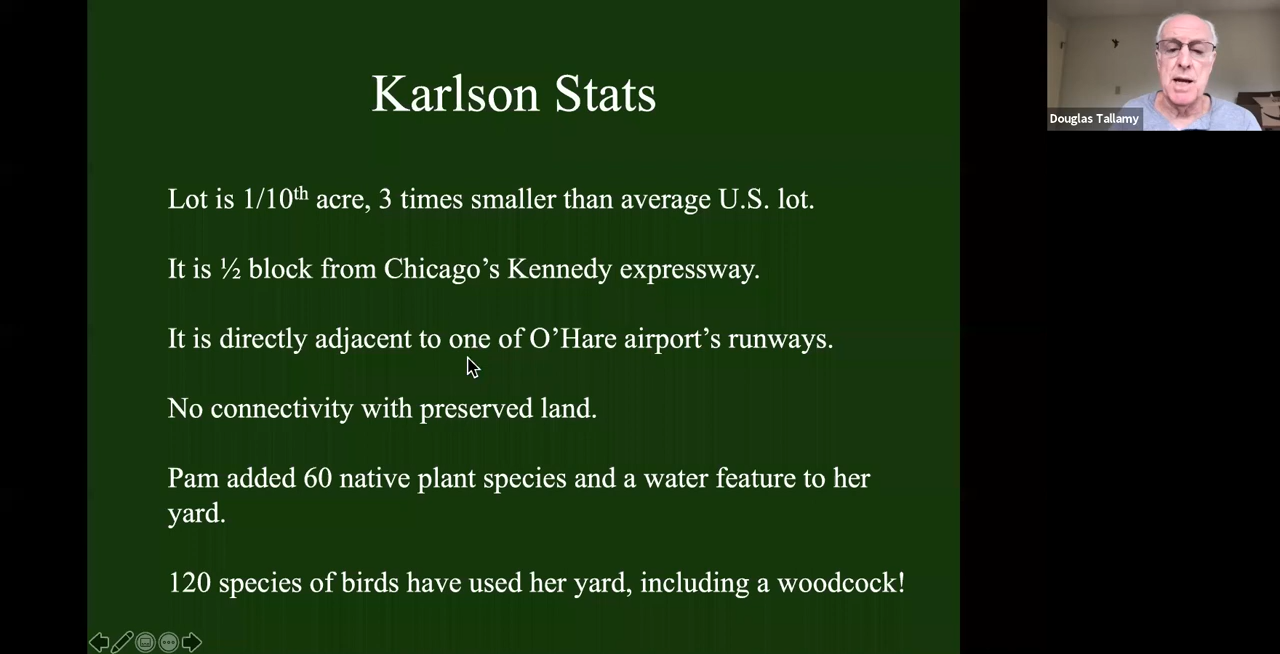 Karlson Stats
Lot is 1/10th acre, 3 times smaller than average U.S. lot.
It is ½ block from Chicago’s Kennedy expressway.
It is directly adjacent to one of O’Hare airport’s runways.
No connectivity with preserved land.
Pam added 60 native plant species and a water feature to her
yard.
120 species of birds have used her yard, including a woodcock!
Douglas Tallamy